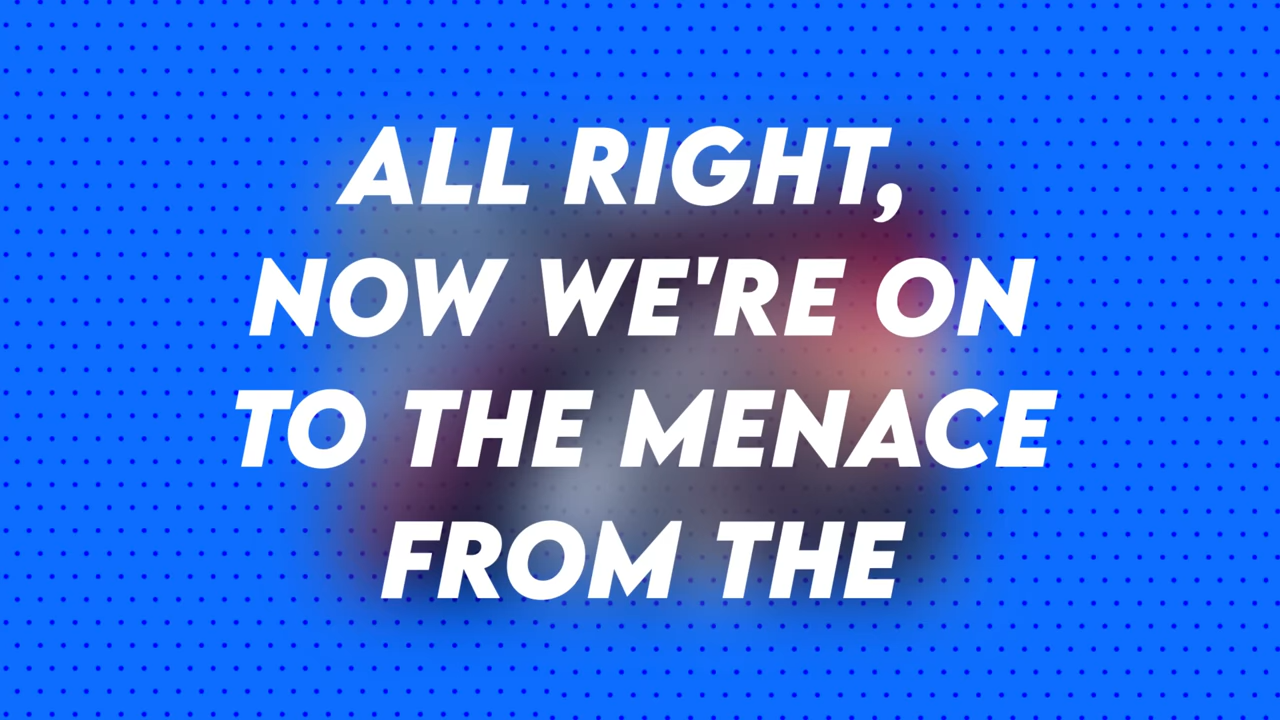 ALL RIGHT,
NOW WE'RE ON
TO THE MENACE
FROM THE